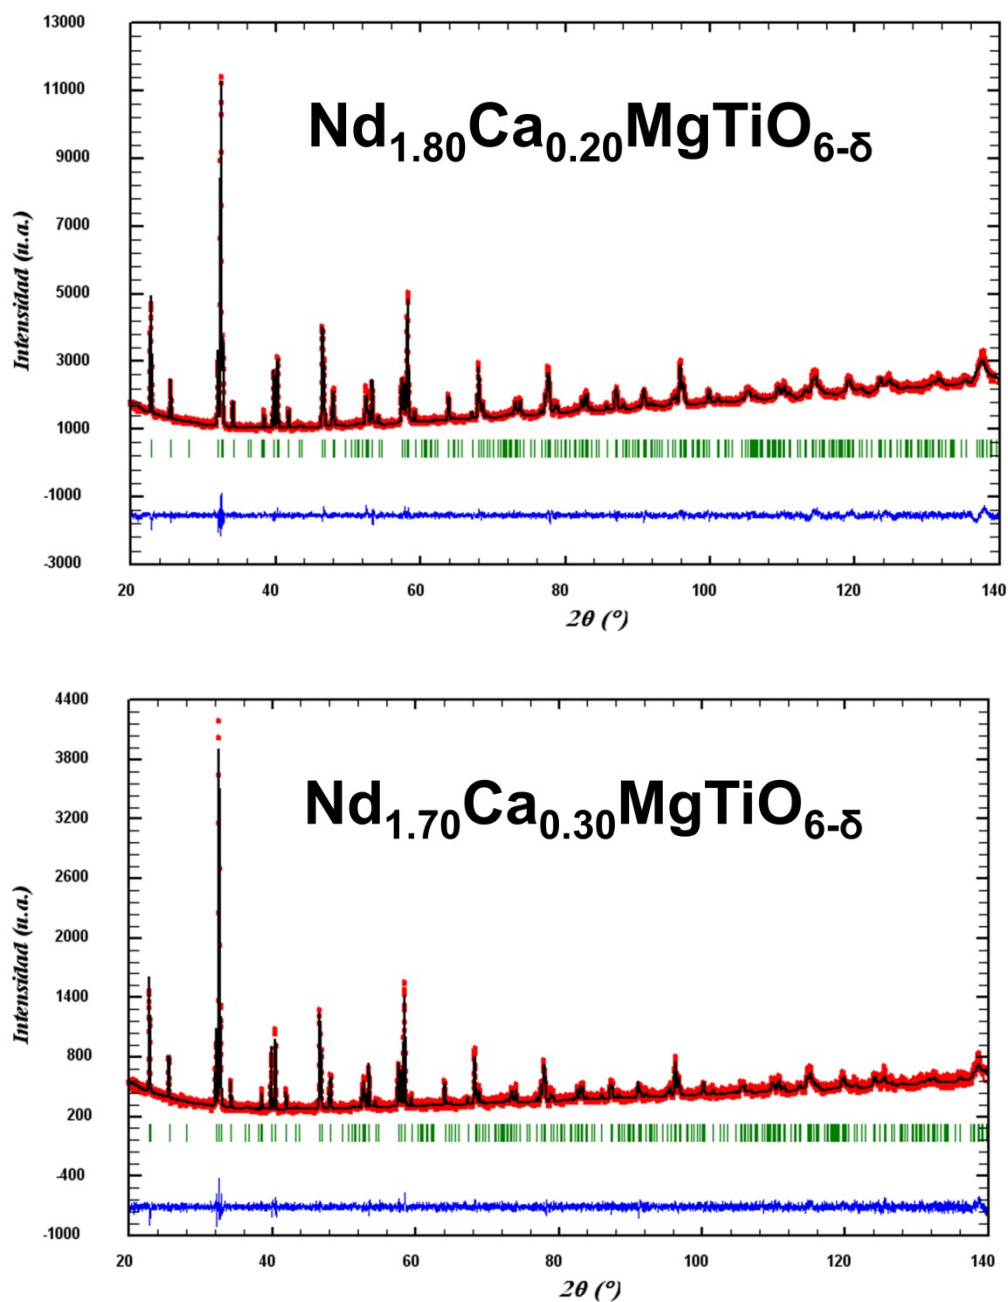 13000
11000
9000
7000
5000
3000
1000
-1000
-3000
Intensidad (u.a.)
Nd1.80Ca0.20MgTiO6-δ
20 40 60 80 100 120 140
2θ (°)
4400
3800
3200
2600
2000
1400
800
200
-400
-1000
Intensidad (u.a.)
Nd1.70Ca0.30MgTiO6-δ
20 40 60 80 100 120 140
2θ (°)